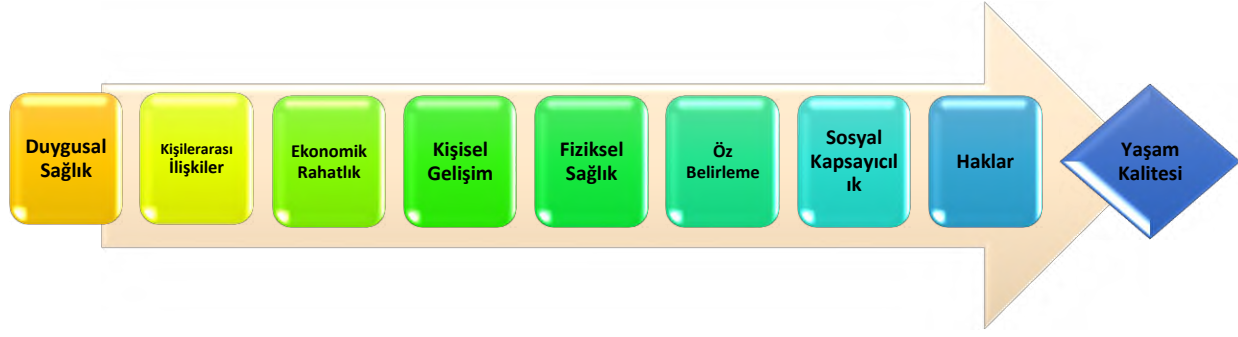 Duygusal
Sağlık
Kişilerarası
İlişkiler
Ekonomik
Rahatlık
Kişisel
Gelişim
Fiziksel
Sağlık
Öz
Belirleme
Sosyal
Kapsayıcıl
ık
Haklar
Yaşam
Kalitesi